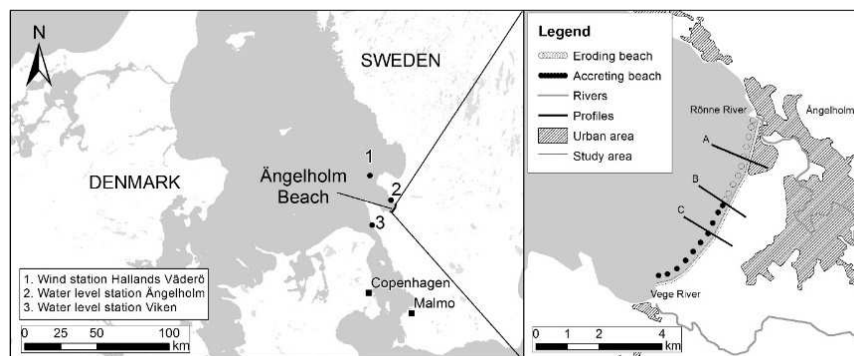 N
SWEDEN
DENMARK
1
Ängelholm
Beach
2
3
1. Wind station Hallands Väderö
2. Water level station Ängelholm
3. Water level station Viken
Copenhagen
Malmo
0 25 50 100
km
Legend
Eroding beach
Accreting beach
Rivers
Profiles
Urban area
Study area
Rönne River
Ängelholm
A
B
C
Vege River
0 1 2 4
km